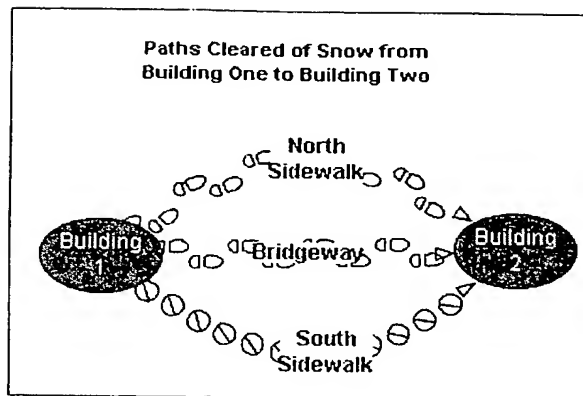 Paths Cleared of Snow from
Building One to Building Two
North
Sidewalk
Building
1
Bridgeway
Building
2
South
Sidewalk